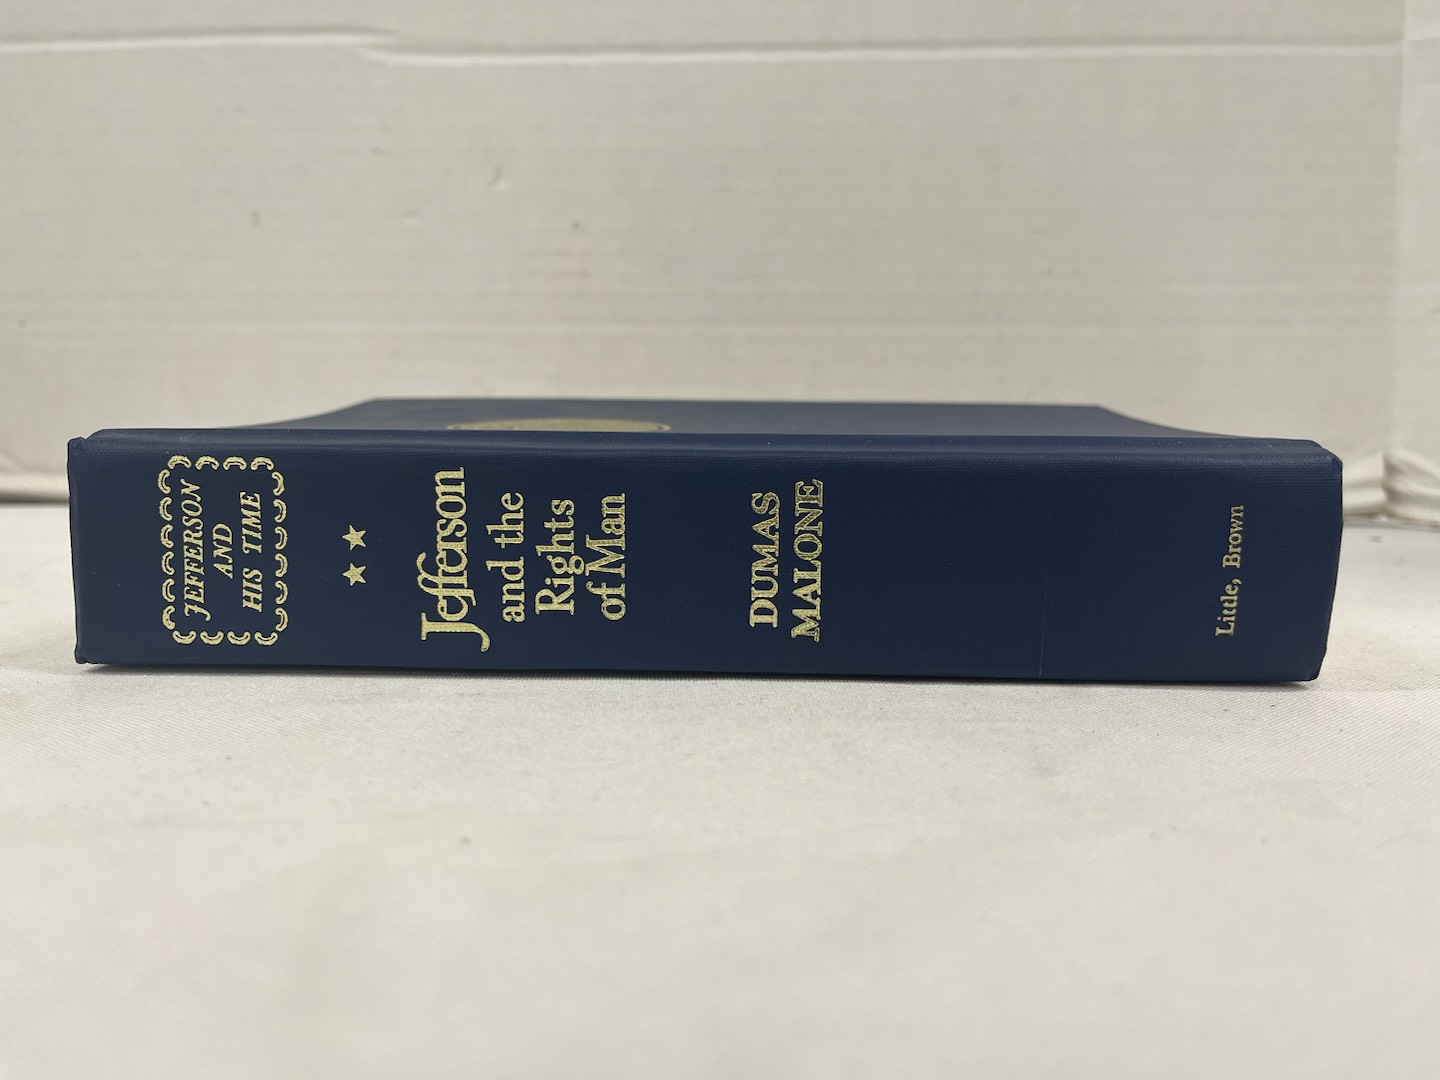 JEFFERSON
AND
HIS TIME
Jefferson
and the
Rights
of Man
DUMAS
MALONE
Little, Brown